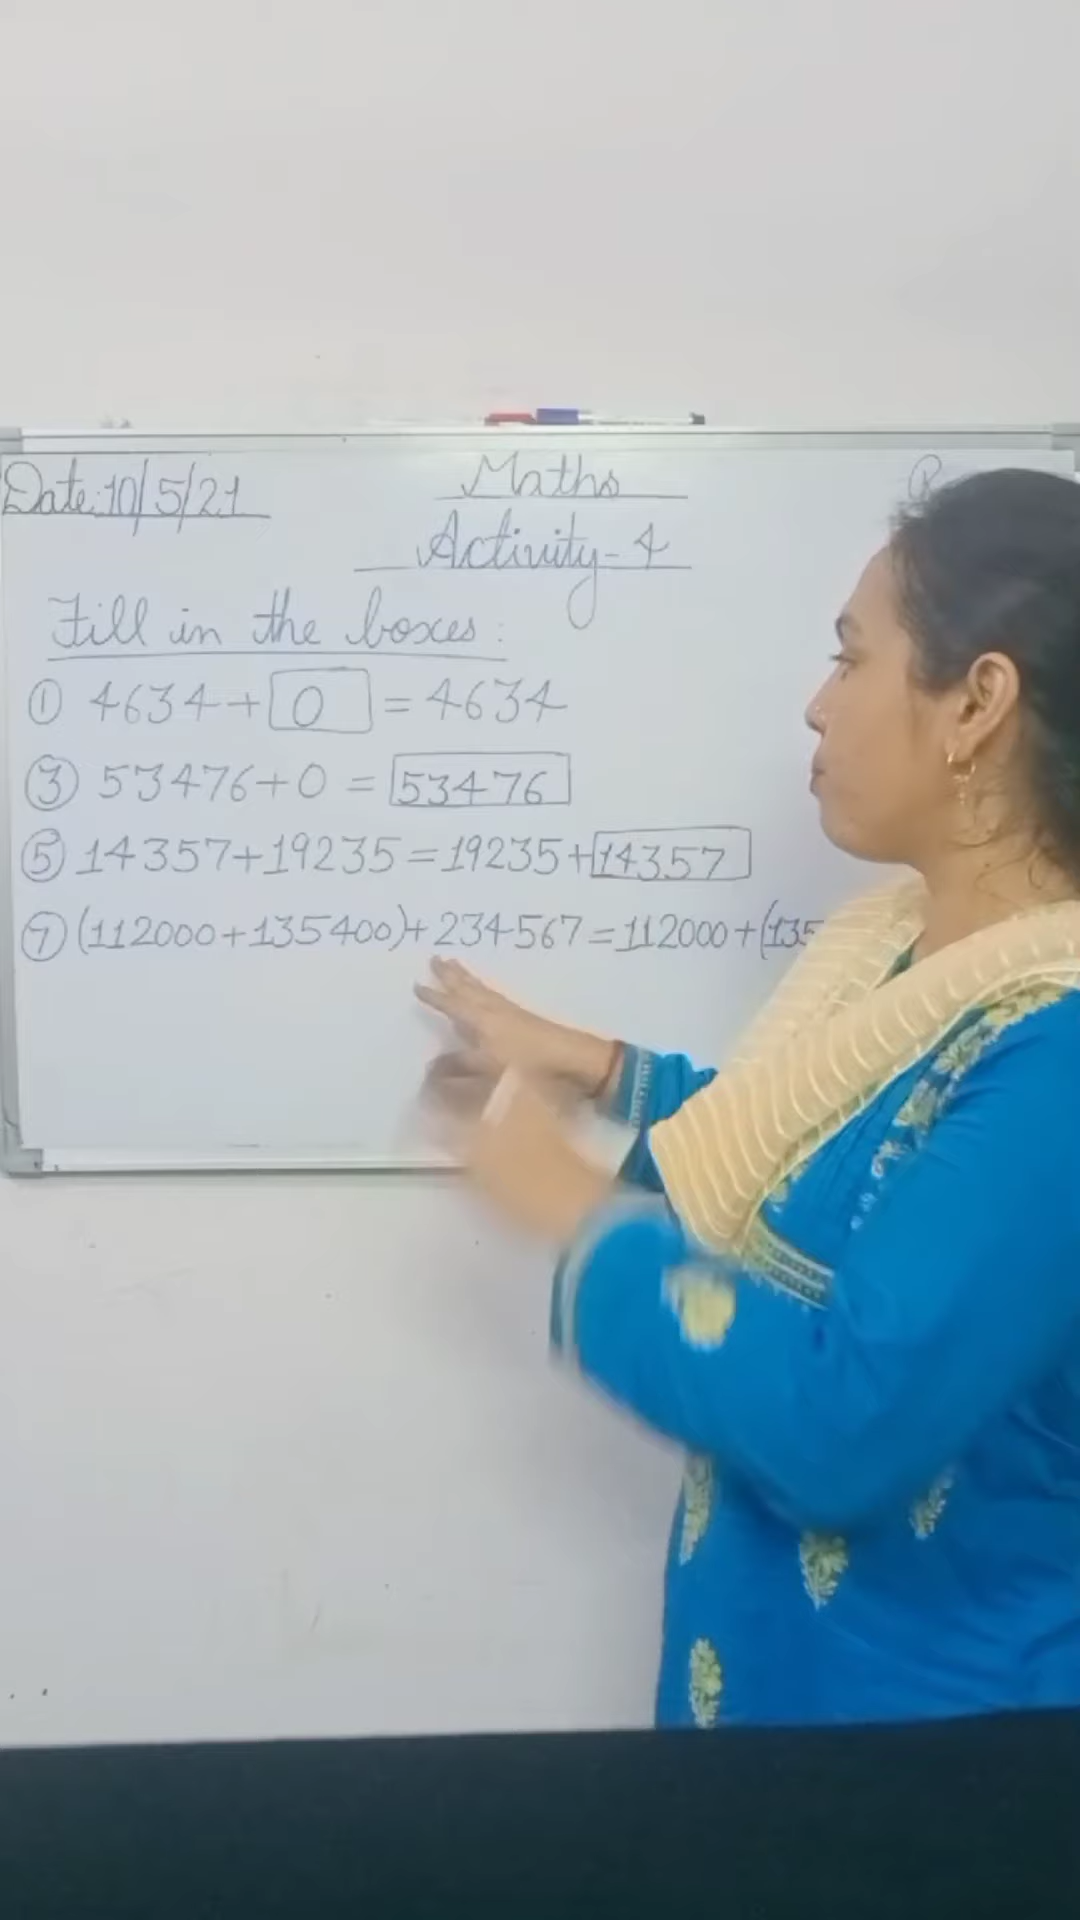 Date: 10/5/21
Maths
Activity-4
Fill in the boxes:
① 4634+0 = 4634
③ 53476+0 = 53476
⑤ 14357+19235=19235+14357
⑦ (112000+135400)+234567=112000+(135